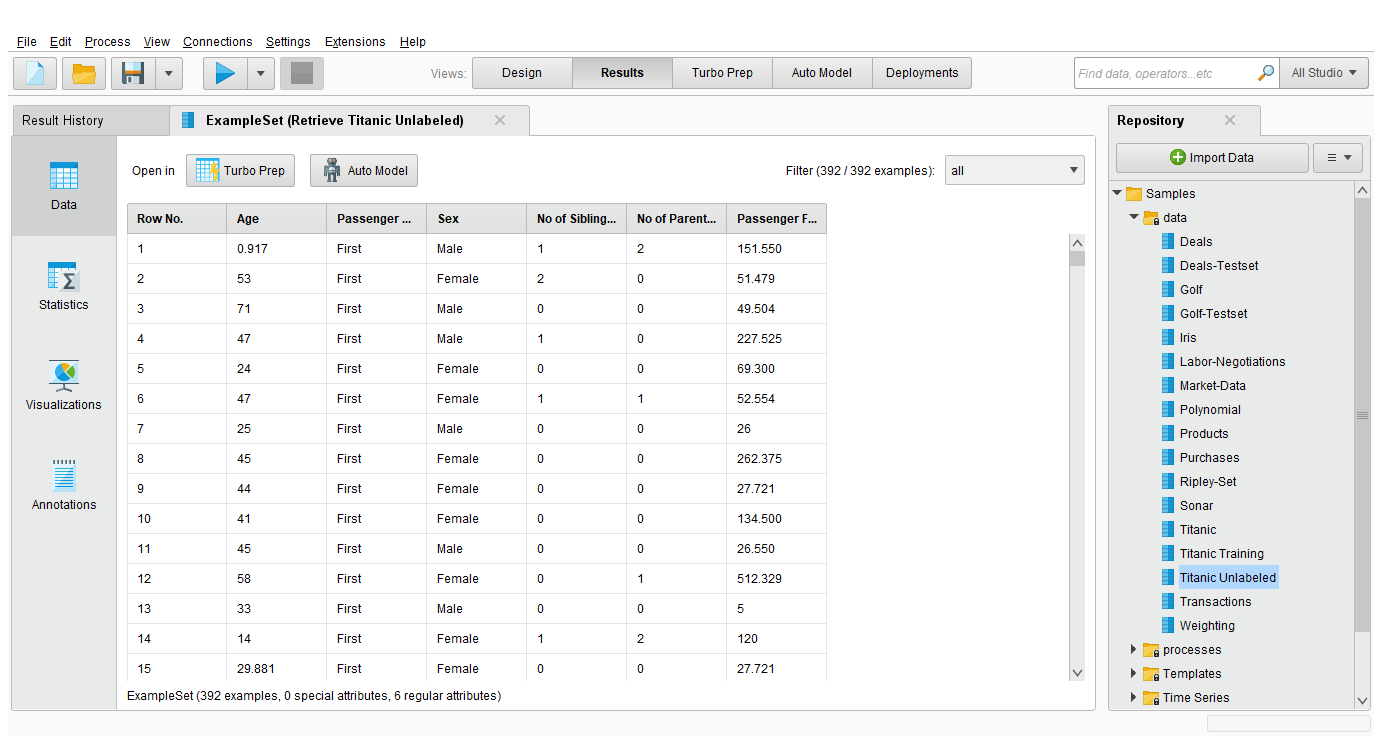 File Edit Process View Connections Settings Extensions Help
Views: Design Results Turbo Prep Auto Model Deployments Find data, operators...etc All Studio
Result History ExampleSet (Retrieve Titanic Unlabeled)
Data
Statistics
Visualizations
Annotations
Open in Turbo Prep Auto Model Filter (392 / 392 examples): all
Row No. Age Passenger ... Sex No of Sibling... No of Parent... Passenger F...
1 0.917 First Male 1 2 151.550
2 53 First Female 2 0 51.479
3 71 First Male 0 0 49.504
4 47 First Male 1 0 227.525
5 24 First Female 0 0 69.300
6 47 First Female 1 1 52.554
7 25 First Male 0 0 26
8 45 First Female 0 0 262.375
9 44 First Female 0 0 27.721
10 41 First Female 0 0 134.500
11 45 First Male 0 0 26.550
12 58 First Female 0 1 512.329
13 33 First Male 0 0 5
14 14 First Female 1 2 120
15 29.881 First Female 0 0 27.721
ExampleSet (392 examples, 0 special attributes, 6 regular attributes)
Repository
Import Data
Samples
data
Deals
Deals-Testset
Golf
Golf-Testset
Iris
Labor-Negotiations
Market-Data
Polynomial
Products
Purchases
Ripley-Set
Sonar
Titanic
Titanic Training
Titanic Unlabeled
Transactions
Weighting
processes
Templates
Time Series